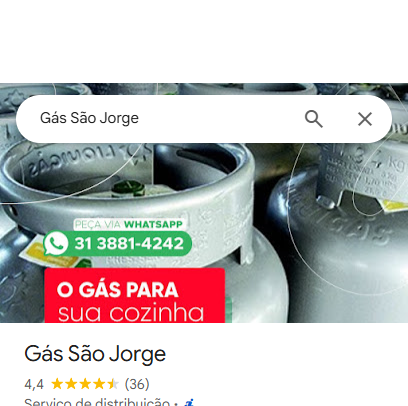 Gás São Jorge
PEÇA VIA WHATSAPP
31 3881-4242
O GÁS PARA
sua cozinha
Gás São Jorge
4,4 (36)
Serviço de distribuição ·